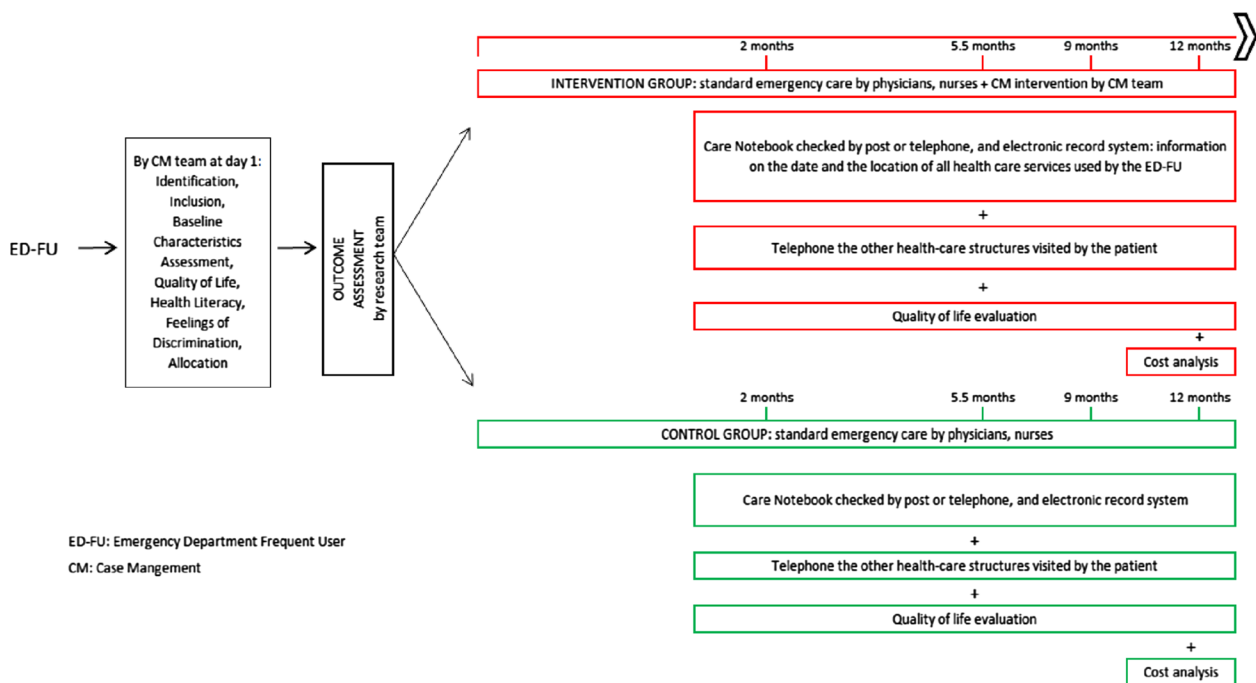 2 months 5.5 months 9 months 12 months
INTERVENTION GROUP: standard emergency care by physicians, nurses + CM intervention by CM team
Care Notebook checked by post or telephone, and electronic record system: information
on the date and the location of all health care services used by the ED-FU
+
Telephone the other health-care structures visited by the patient
+
Quality of life evaluation
+
Cost analysis
ED-FU
By CM team at day 1:
Identification,
Inclusion,
Baseline
Characteristics
Assessment,
Quality of Life,
Health Literacy,
Feelings of
Discrimination,
Allocation
OUTCOME
ASSESSMENT
by research team
2 months 5.5 months 9 months 12 months
CONTROL GROUP: standard emergency care by physicians, nurses
Care Notebook checked by post or telephone, and electronic record system
+
Telephone the other health-care structures visited by the patient
+
Quality of life evaluation
+
Cost analysis
ED-FU: Emergency Department Frequent User
CM: Case Mangement